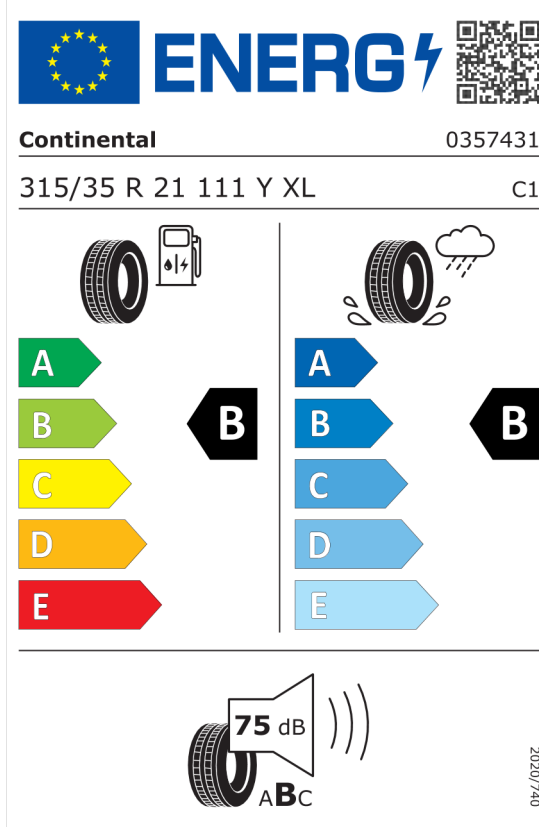 ENERG
Continental 0357431
315/35 R 21 111 Y XL C1
A A
B B B B
C C
D D
E E
75 dB
ABC
2020/740